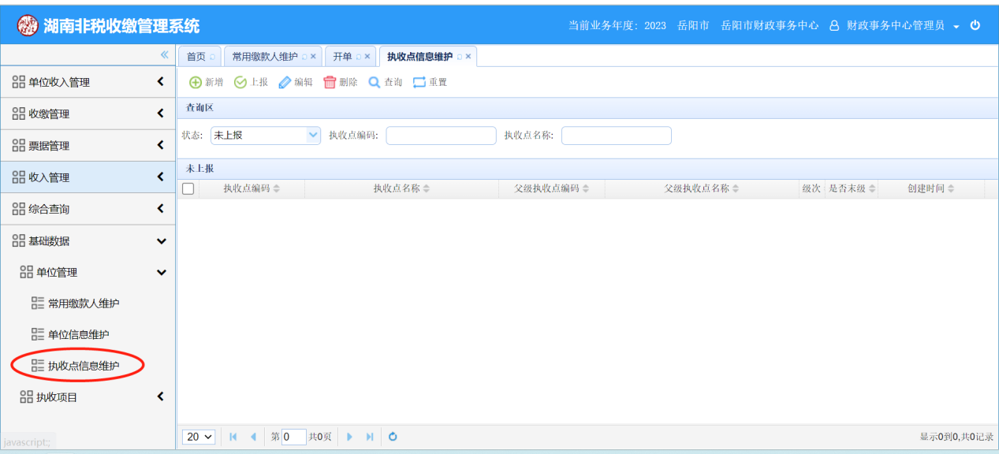 湖南非税收缴管理系统
当前业务年度: 2023 岳阳市 岳阳市财政事务中心 财政事务中心管理员
首页 常用缴款人维护 开单 执收点信息维护
新增 上报 编辑 删除 查询 重置
查询区
状态: 未上报 执收点编码: 执收点名称:
未上报
执收点编码 执收点名称 父级执收点编码 父级执收点名称 级次 是否末级 创建时间
单位收入管理
收缴管理
票据管理
收入管理
综合查询
基础数据
单位管理
常用缴款人维护
单位信息维护
执收点信息维护
执收项目
javascript:;
20 第 0 共0页 显示0到0,共0记录